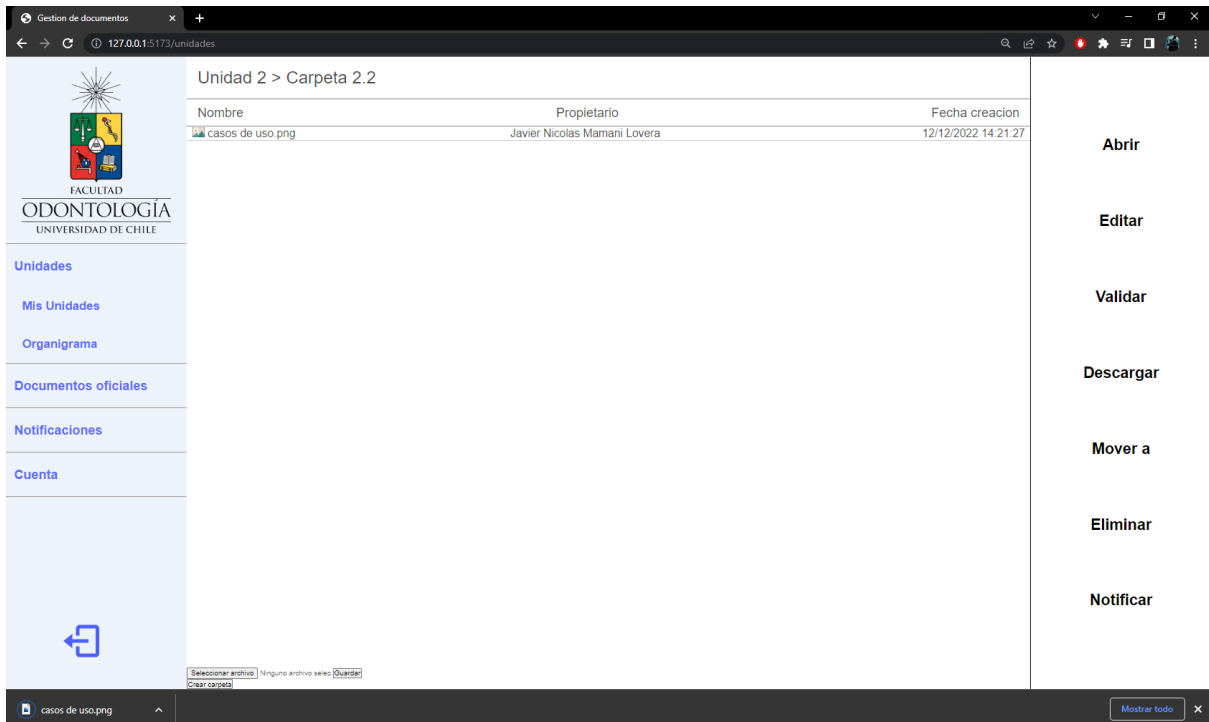 Gestion de documentos
127.0.0.1:5173/unidades
FACULTAD
ODONTOLOGÍA
UNIVERSIDAD DE CHILE
Unidades
Mis Unidades
Organigrama
Documentos oficiales
Notificaciones
Cuenta
Unidad 2 > Carpeta 2.2
Nombre Propietario Fecha creacion
casos de uso.png Javier Nicolas Mamani Lovera 12/12/2022 14:21:27
Seleccionar archivo Ninguno archivo selec Guardar
Crear carpeta
Abrir
Editar
Validar
Descargar
Mover a
Eliminar
Notificar
casos de uso.png
Mostrar todo